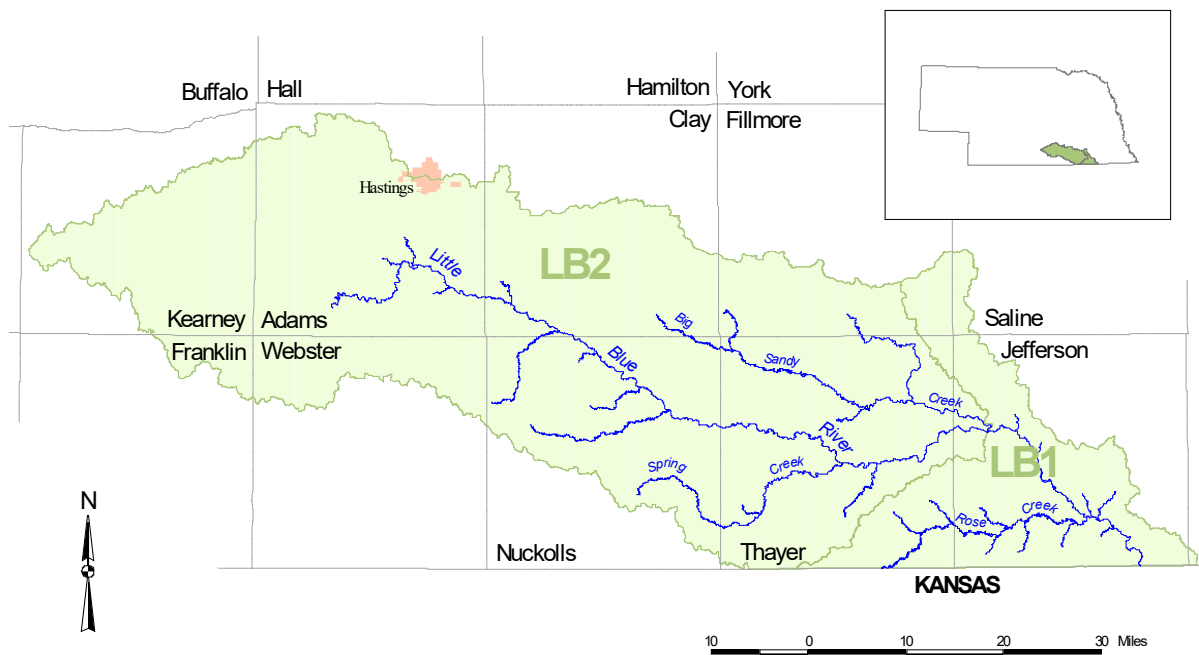 Buffalo
Hall
Hamilton
York
Clay
Fillmore
Hastings
Little
LB2
Kearney
Adams
Franklin
Webster
Big
Saline
Jefferson
Blue
Sandy
Creek
River
Spring
Creek
LB1
Rose
Creek
N
Nuckolls
Thayer
KANSAS
10 0 10 20 30 Miles